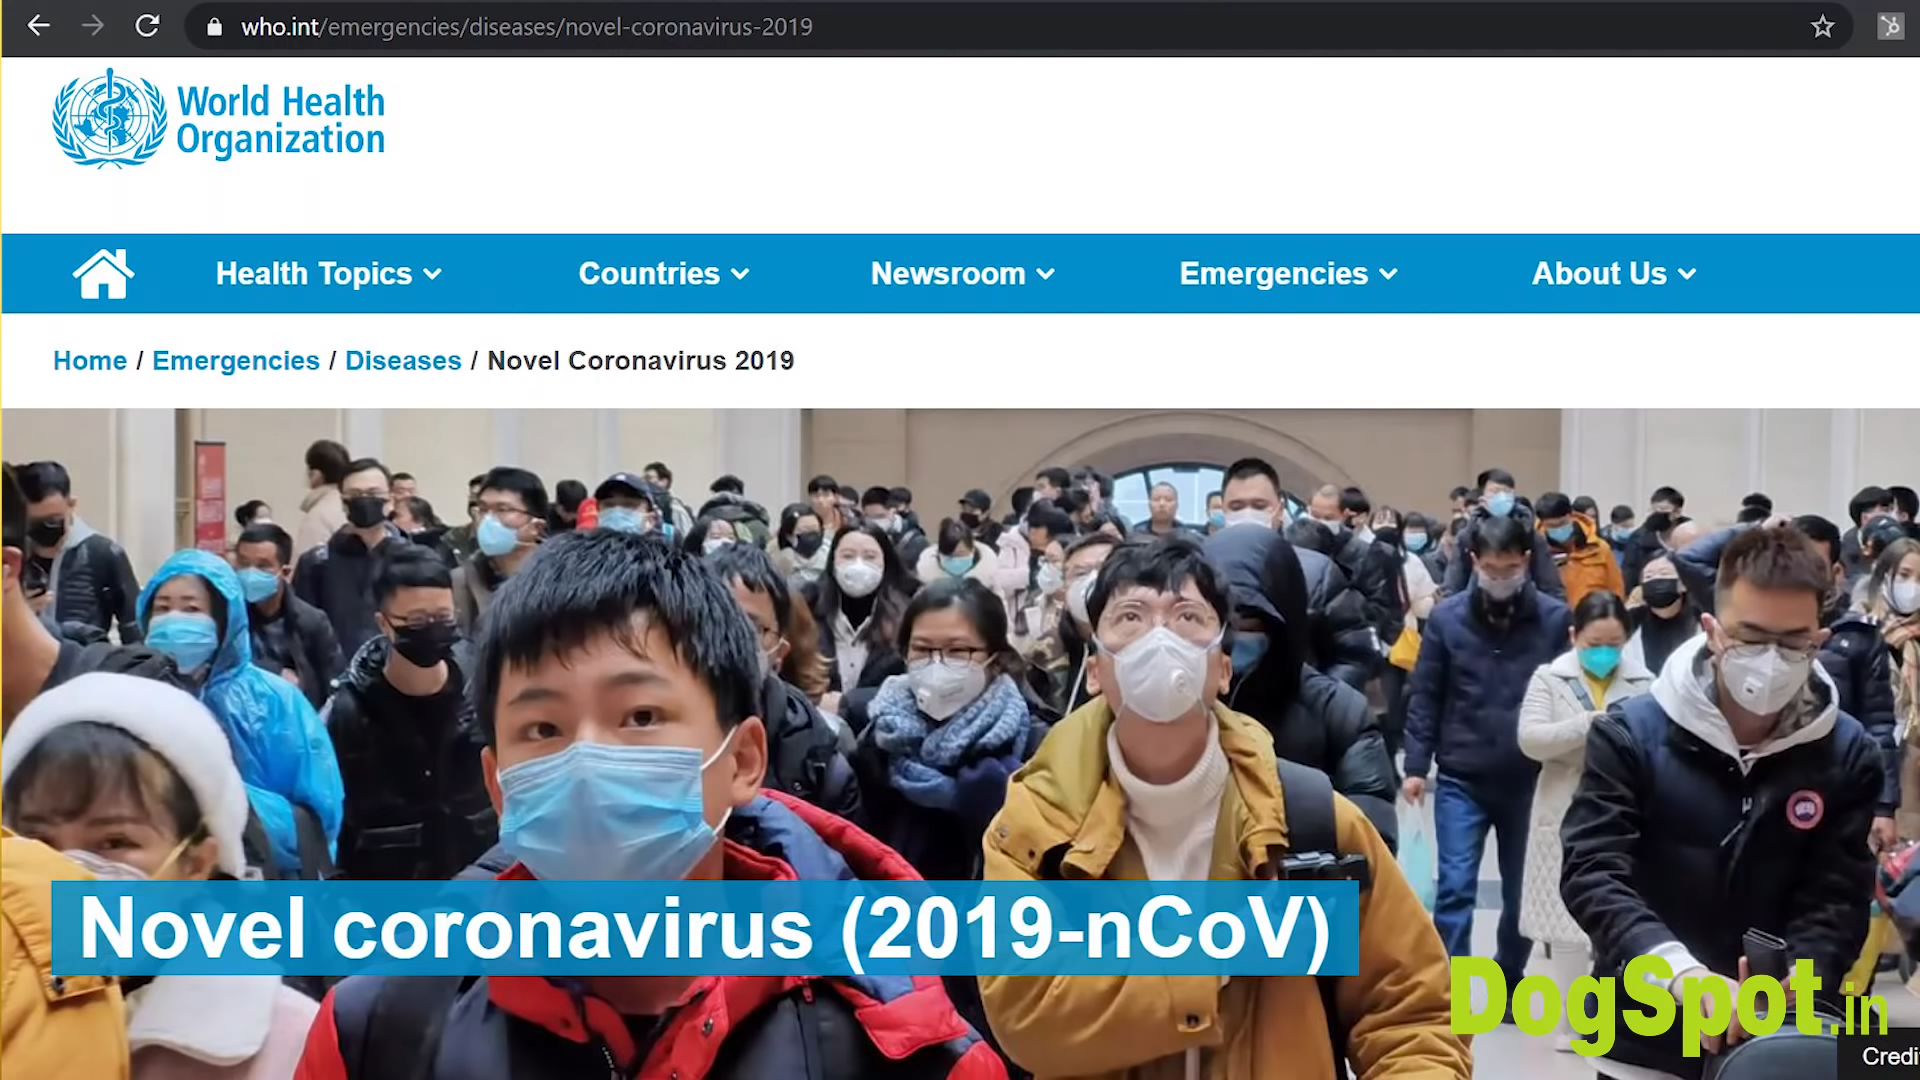 who.int/emergencies/diseases/novel-coronavirus-2019
World Health
Organization
Health Topics
Countries
Newsroom
Emergencies
About Us
Home / Emergencies / Diseases / Novel Coronavirus 2019
Novel coronavirus (2019-nCoV)
DogSpot.in
Credi